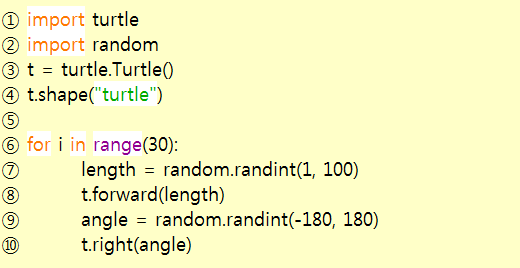 ① import turtle
② import random
③ t = turtle.Turtle()
④ t.shape("turtle")
⑤
⑥ for i in range(30):
⑦ length = random.randint(1, 100)
⑧ t.forward(length)
⑨ angle = random.randint(-180, 180)
⑩ t.right(angle)